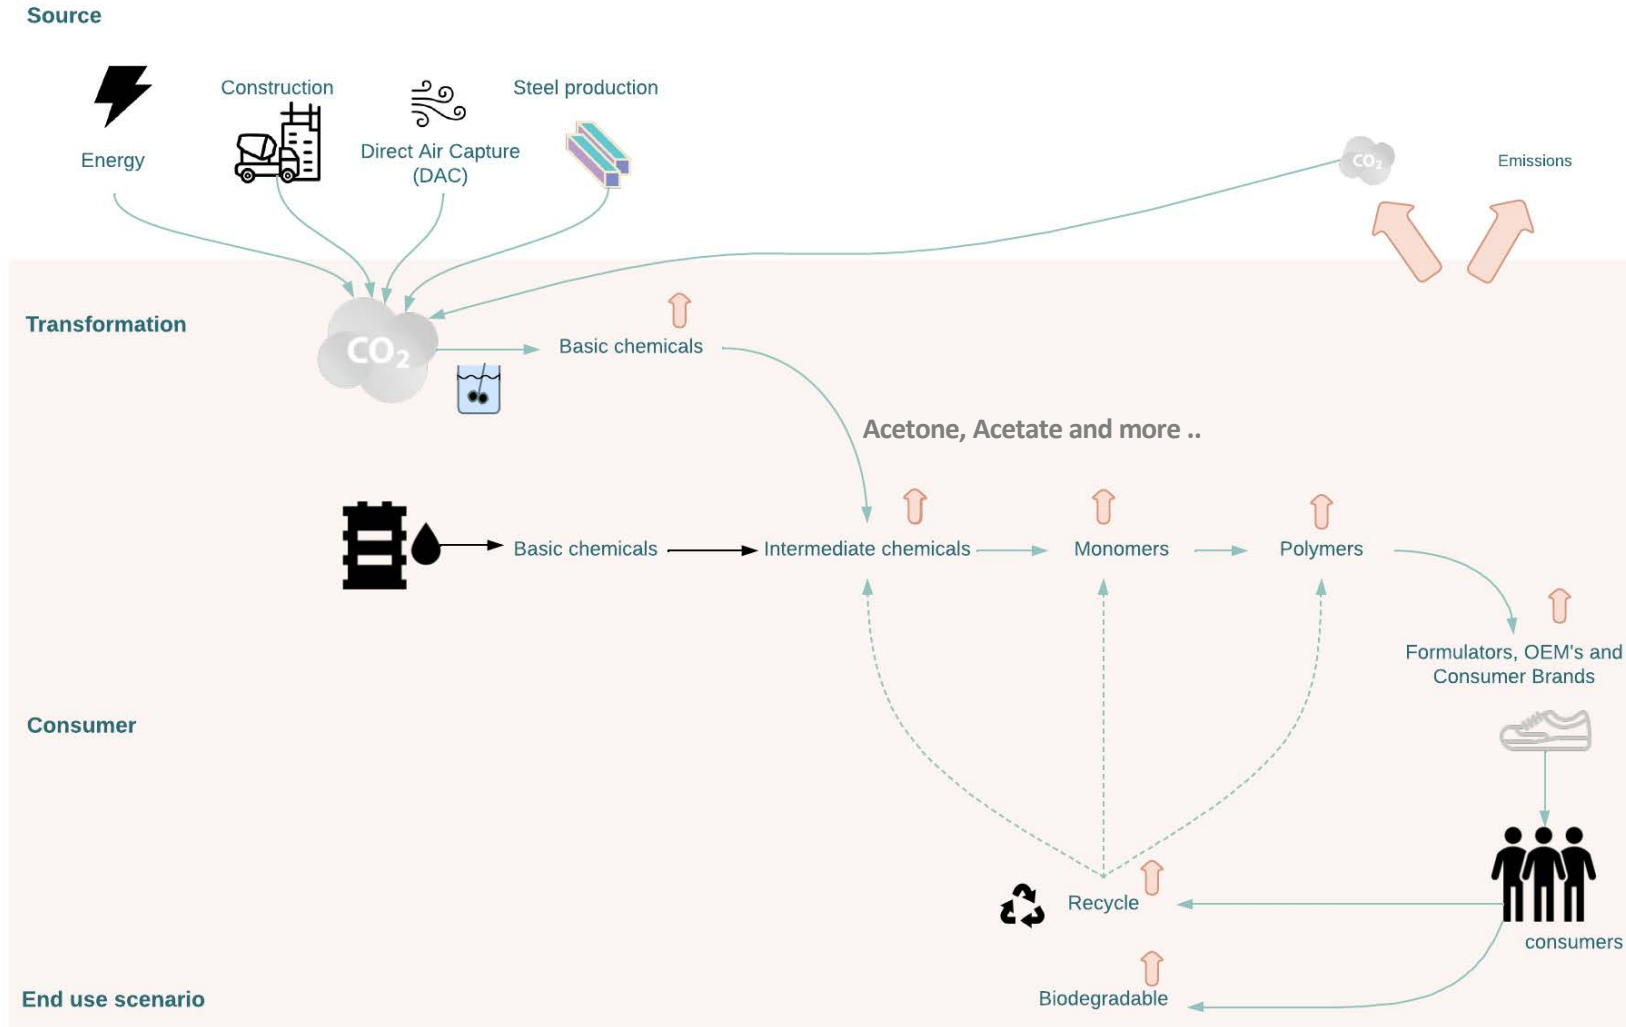 Source
Construction
Steel production
Energy
Direct Air Capture
(DAC)
CO2
Emissions
Transformation
CO2
Basic chemicals
Acetone, Acetate and more ..
Basic chemicals
Intermediate chemicals
Monomers
Polymers
Formulators, OEM's and
Consumer Brands
Consumer
Recycle
consumers
Biodegradable
End use scenario